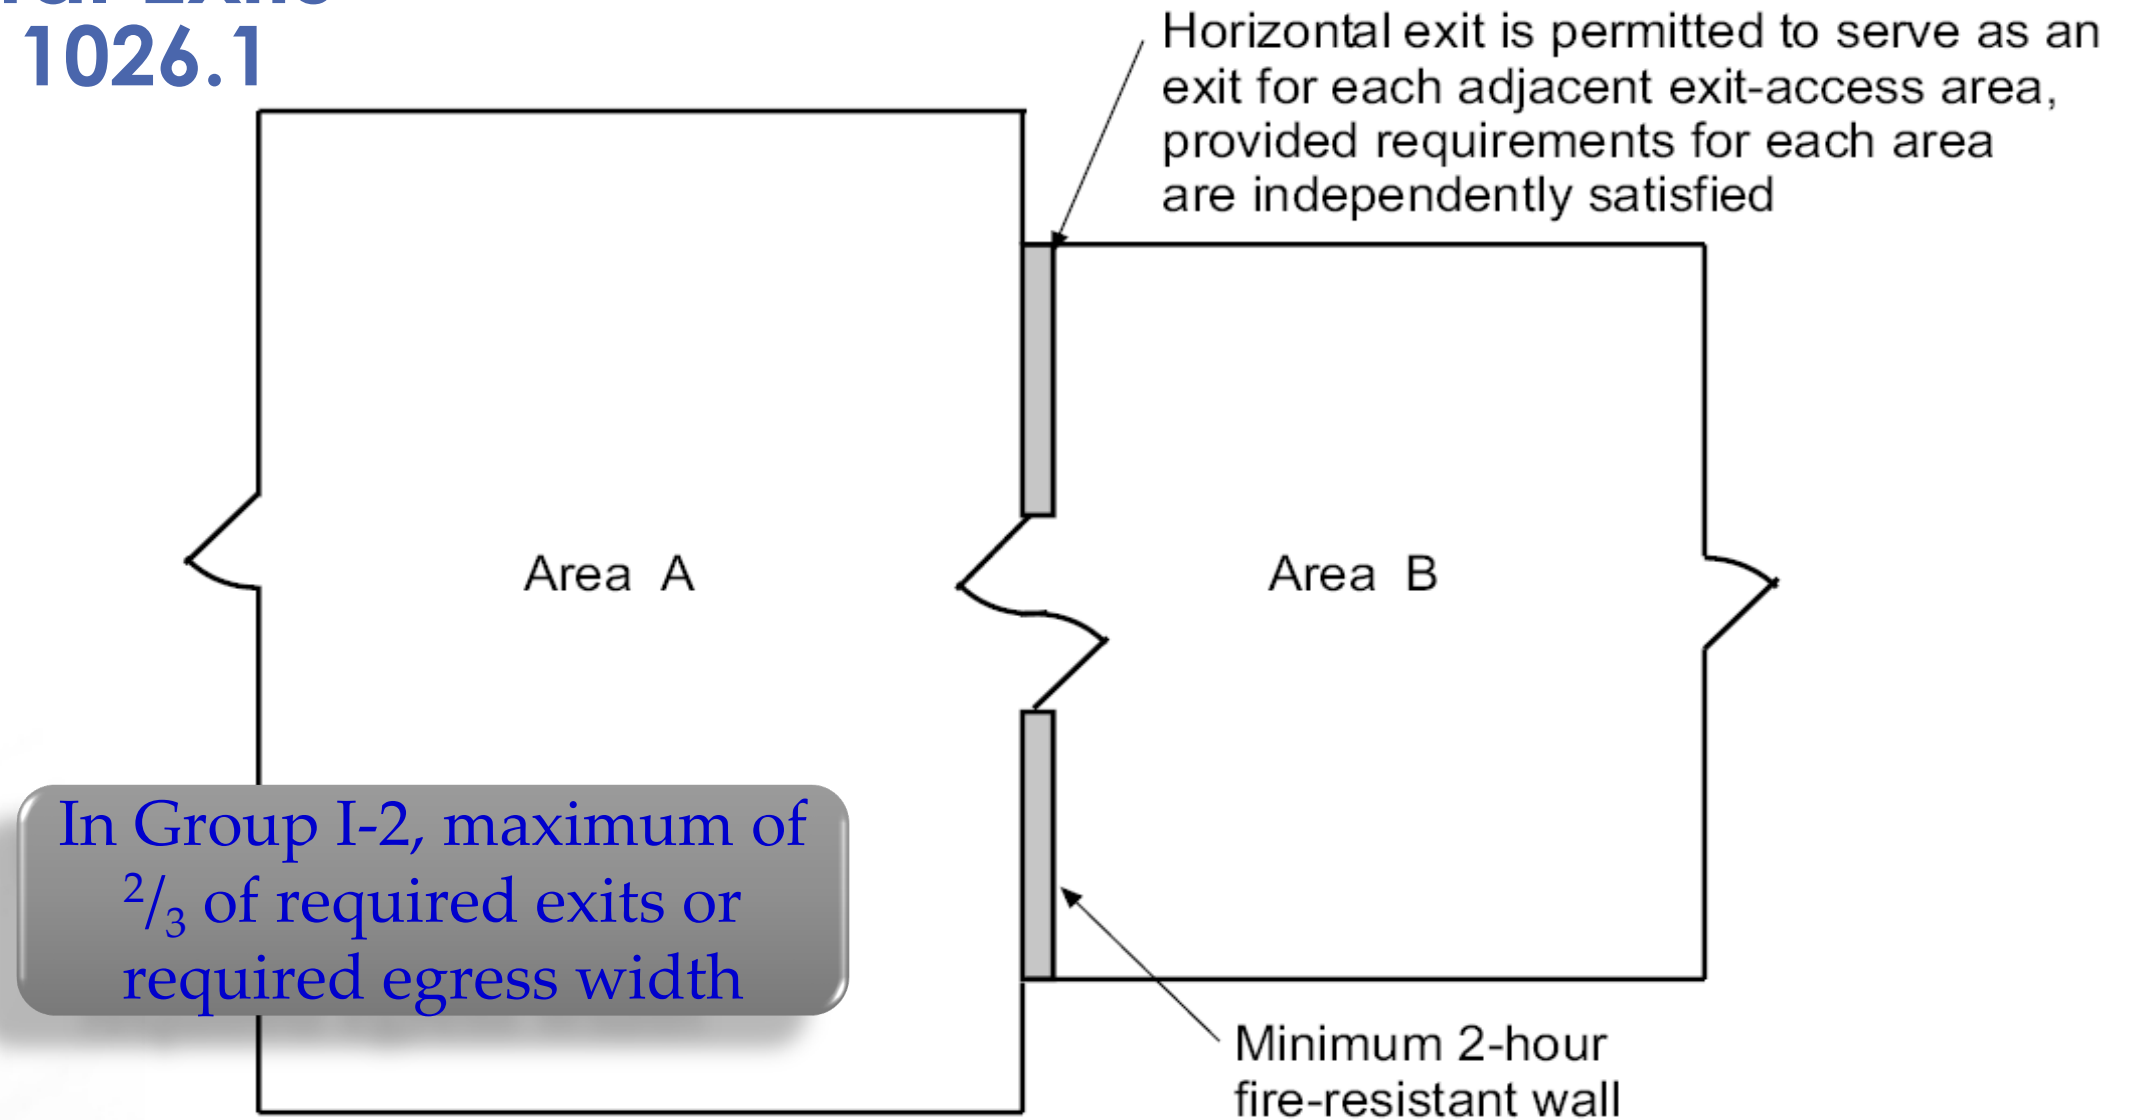 Exits
1026.1
Horizontal exit is permitted to serve as an
exit for each adjacent exit-access area,
provided requirements for each area
are independently satisfied
Area A
Area B
In Group I-2, maximum of
2/3 of required exits or
required egress width
Minimum 2-hour
fire-resistant wall